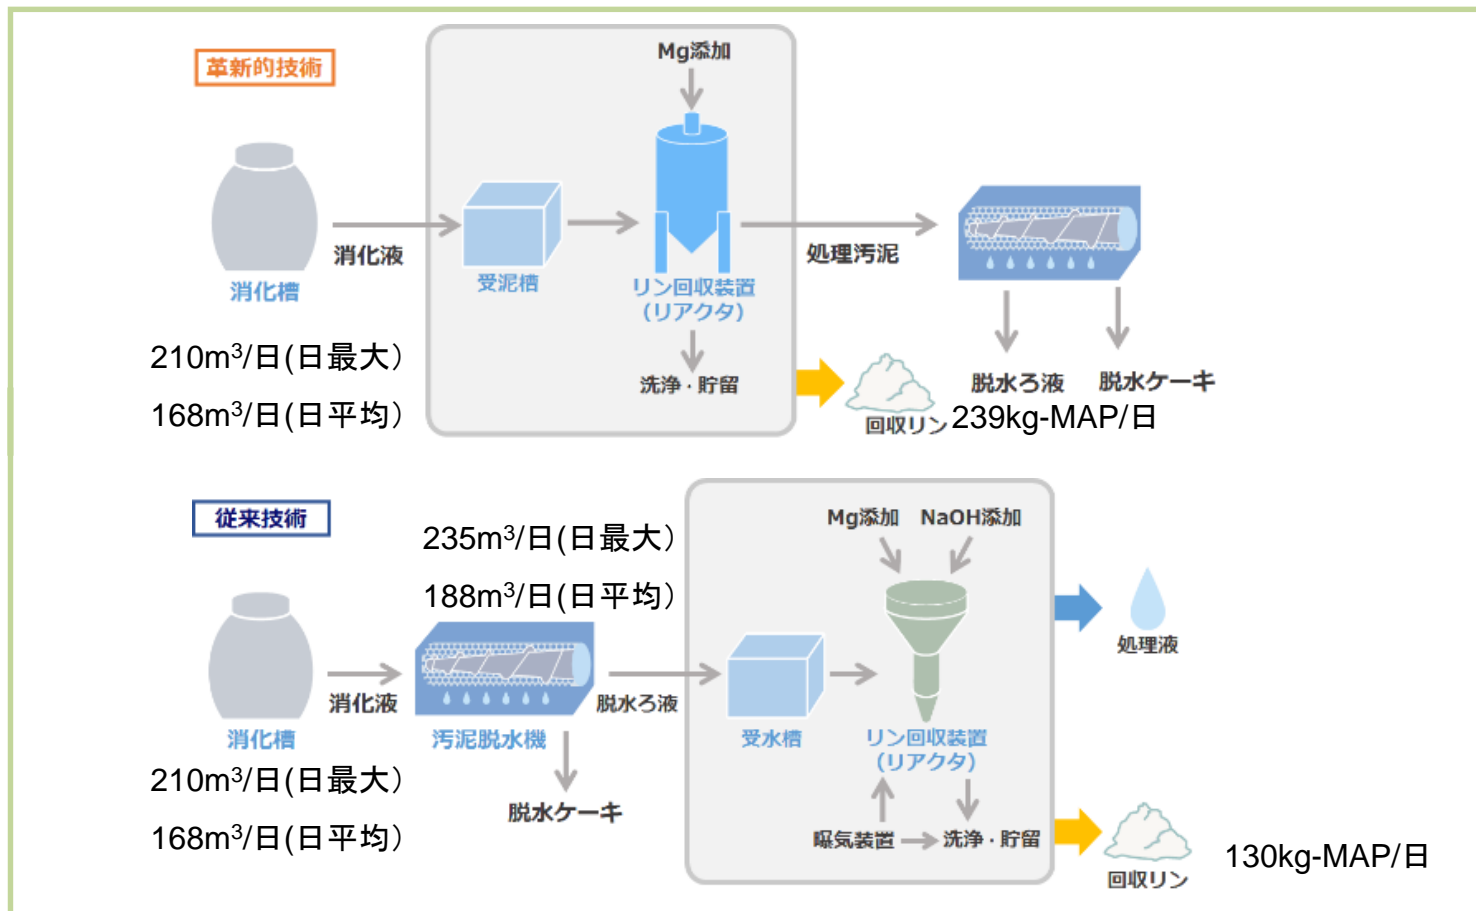 革新的技術
Mg添加
消化液
消化槽
受泥槽
リン回収装置
(リアクタ)
処理汚泥
210m³/日(日最大)
168m³/日(日平均)
洗浄・貯留
脱水ろ液
脱水ケーキ
回収リン
239kg-MAP/日
従来技術
235m³/日(日最大)
188m³/日(日平均)
Mg添加
NaOH添加
処理液
消化液
脱水ろ液
消化槽
汚泥脱水機
受水槽
リン回収装置
(リアクタ)
210m³/日(日最大)
168m³/日(日平均)
脱水ケーキ
曝気装置
洗浄・貯留
回収リン
130kg-MAP/日